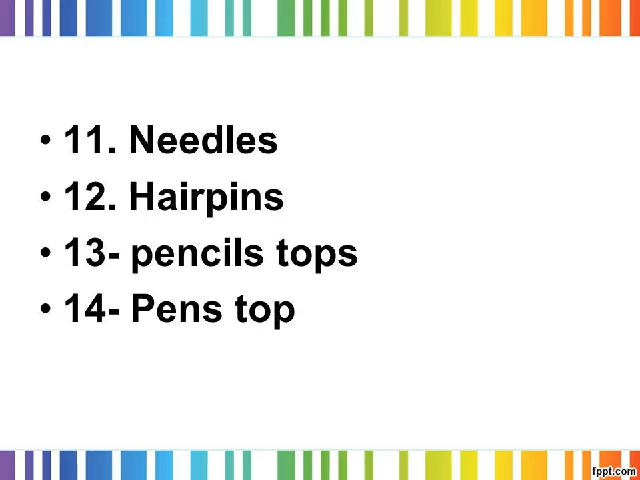 • 11. Needles
• 12. Hairpins
• 13- pencils tops
• 14- Pens top
fppt.com